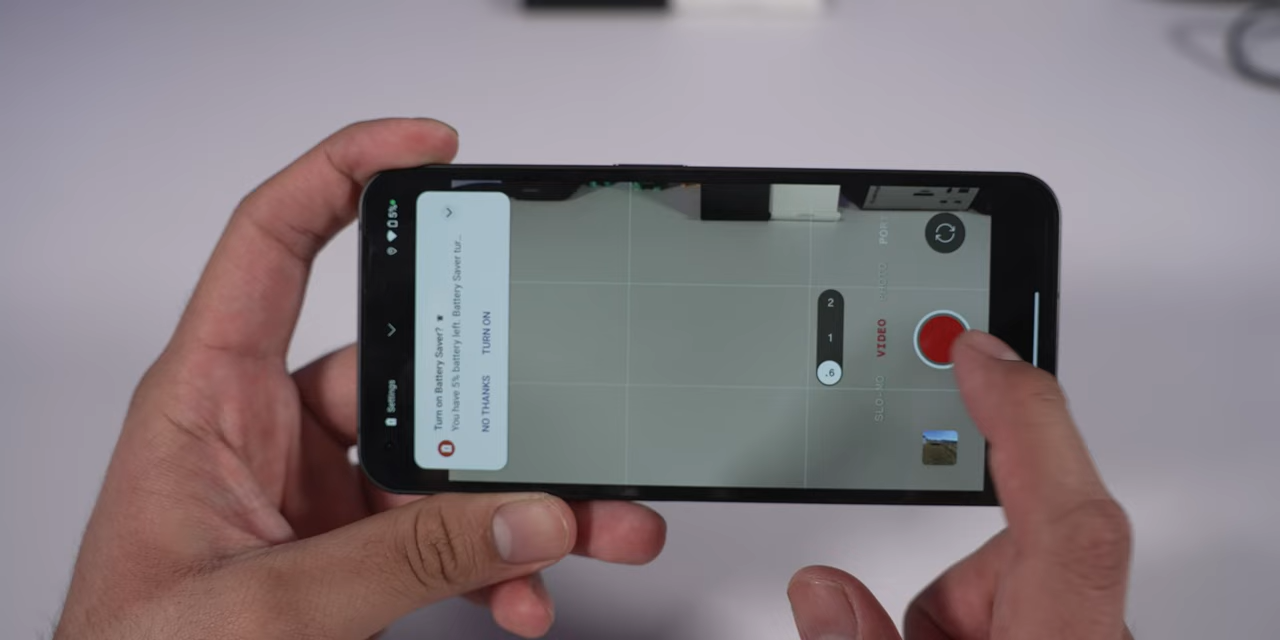 Settings
5%
Turn on Battery Saver?
You have 5% battery left. Battery Saver tur...
NO THANKS TURN ON
.6 1 2
SLO-MO VIDEO PHOTO POR